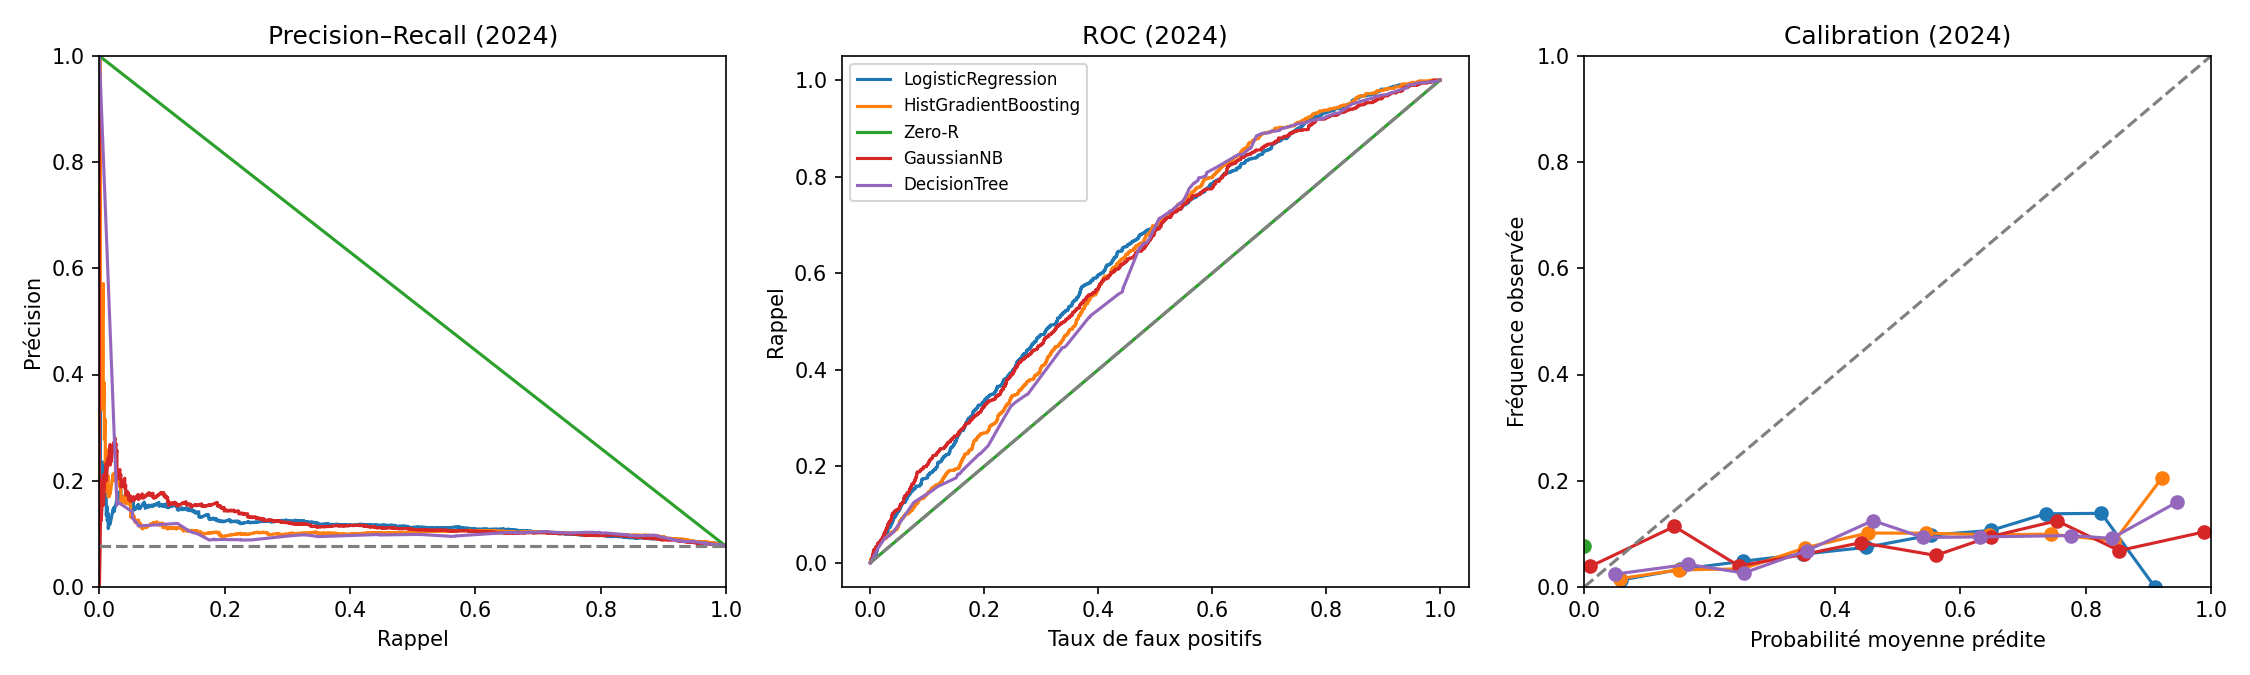 Precision–Recall (2024)
Précision
1.0
0.8
0.6
0.4
0.2
0.0
0.0 0.2 0.4 0.6 0.8 1.0
Rappel
ROC (2024)
LogisticRegression
HistGradientBoosting
Zero-R
GaussianNB
DecisionTree
Rappel
1.0
0.8
0.6
0.4
0.2
0.0
0.0 0.2 0.4 0.6 0.8 1.0
Taux de faux positifs
Calibration (2024)
Fréquence observée
1.0
0.8
0.6
0.4
0.2
0.0
0.0 0.2 0.4 0.6 0.8 1.0
Probabilité moyenne prédite